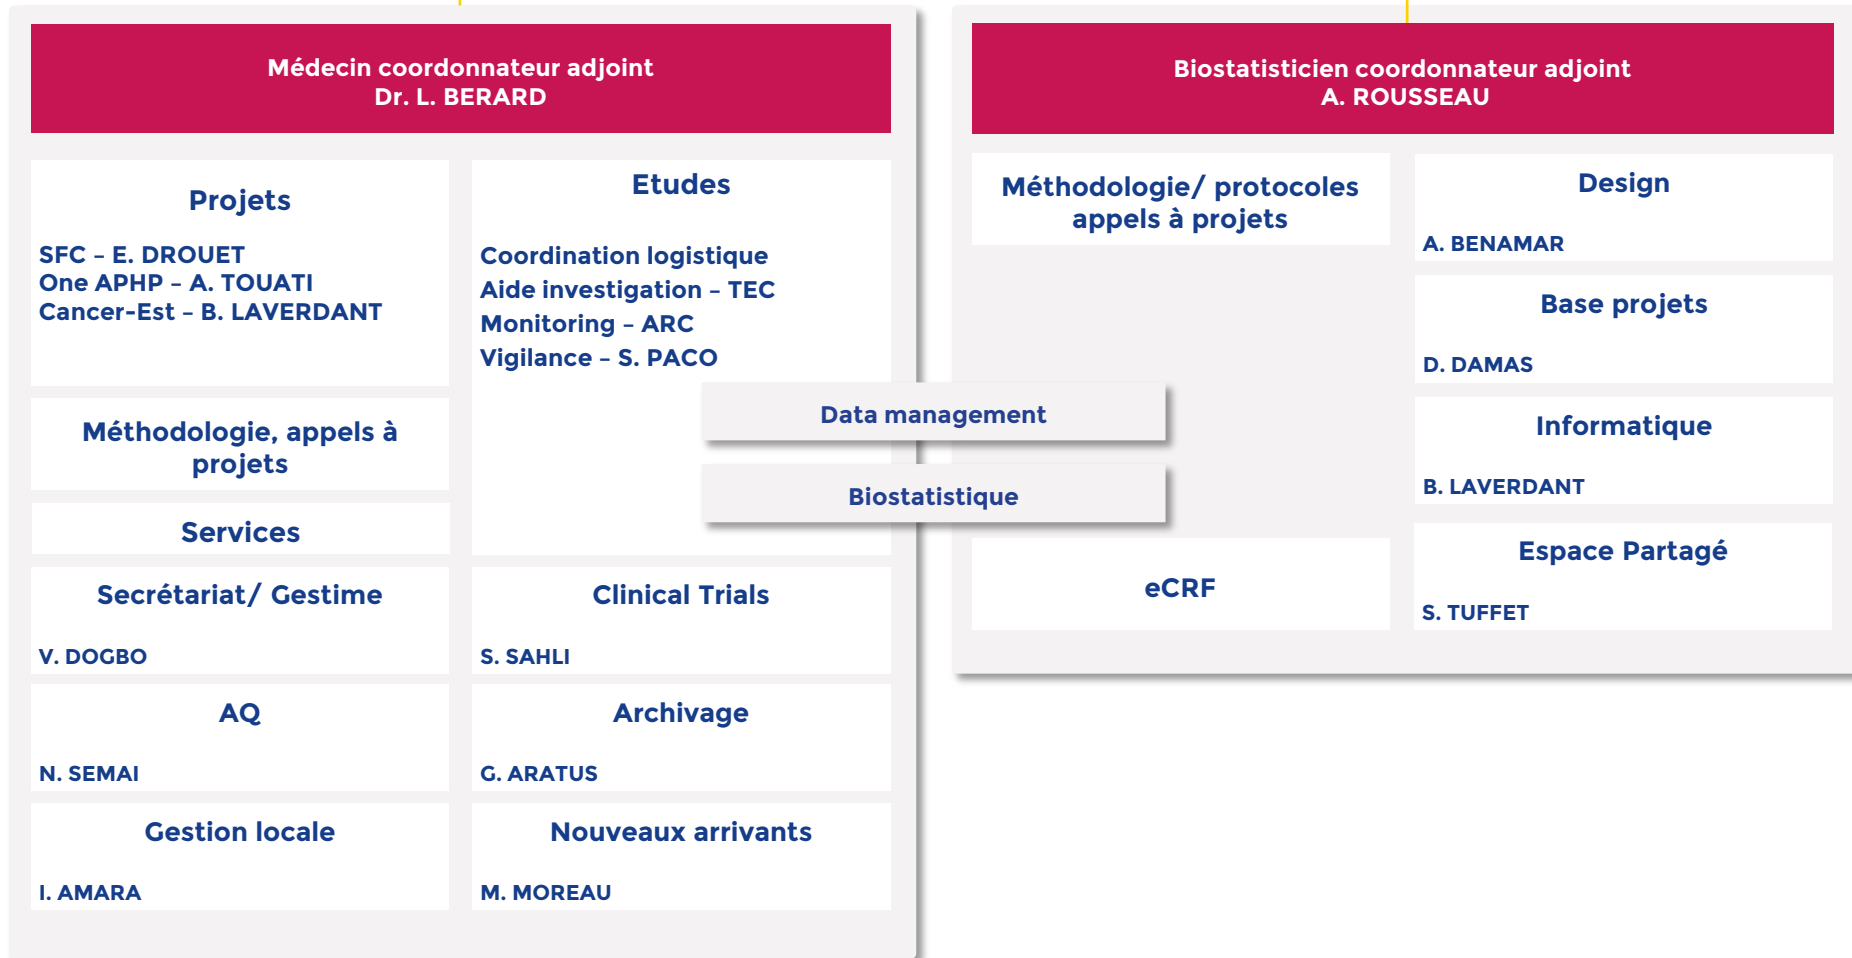 Médecin coordonnateur adjoint
Dr. L. BERARD
Projets
SFC – E. DROUET
One APHP – A. TOUATI
Cancer-Est – B. LAVERDANT
Etudes
Coordination logistique
Aide investigation – TEC
Monitoring – ARC
Vigilance – S. PACO
Méthodologie, appels à
projets
Services
Secrétariat/ Gestime
V. DOGBO
Clinical Trials
S. SAHLI
AQ
N. SEMAI
Archivage
G. ARATUS
Gestion locale
I. AMARA
Nouveaux arrivants
M. MOREAU
Data management
Biostatistique
Biostatisticien coordonnateur adjoint
A. ROUSSEAU
Méthodologie/ protocoles
appels à projets
eCRF
Design
A. BENAMAR
Base projets
D. DAMAS
Informatique
B. LAVERDANT
Espace Partagé
S. TUFFET